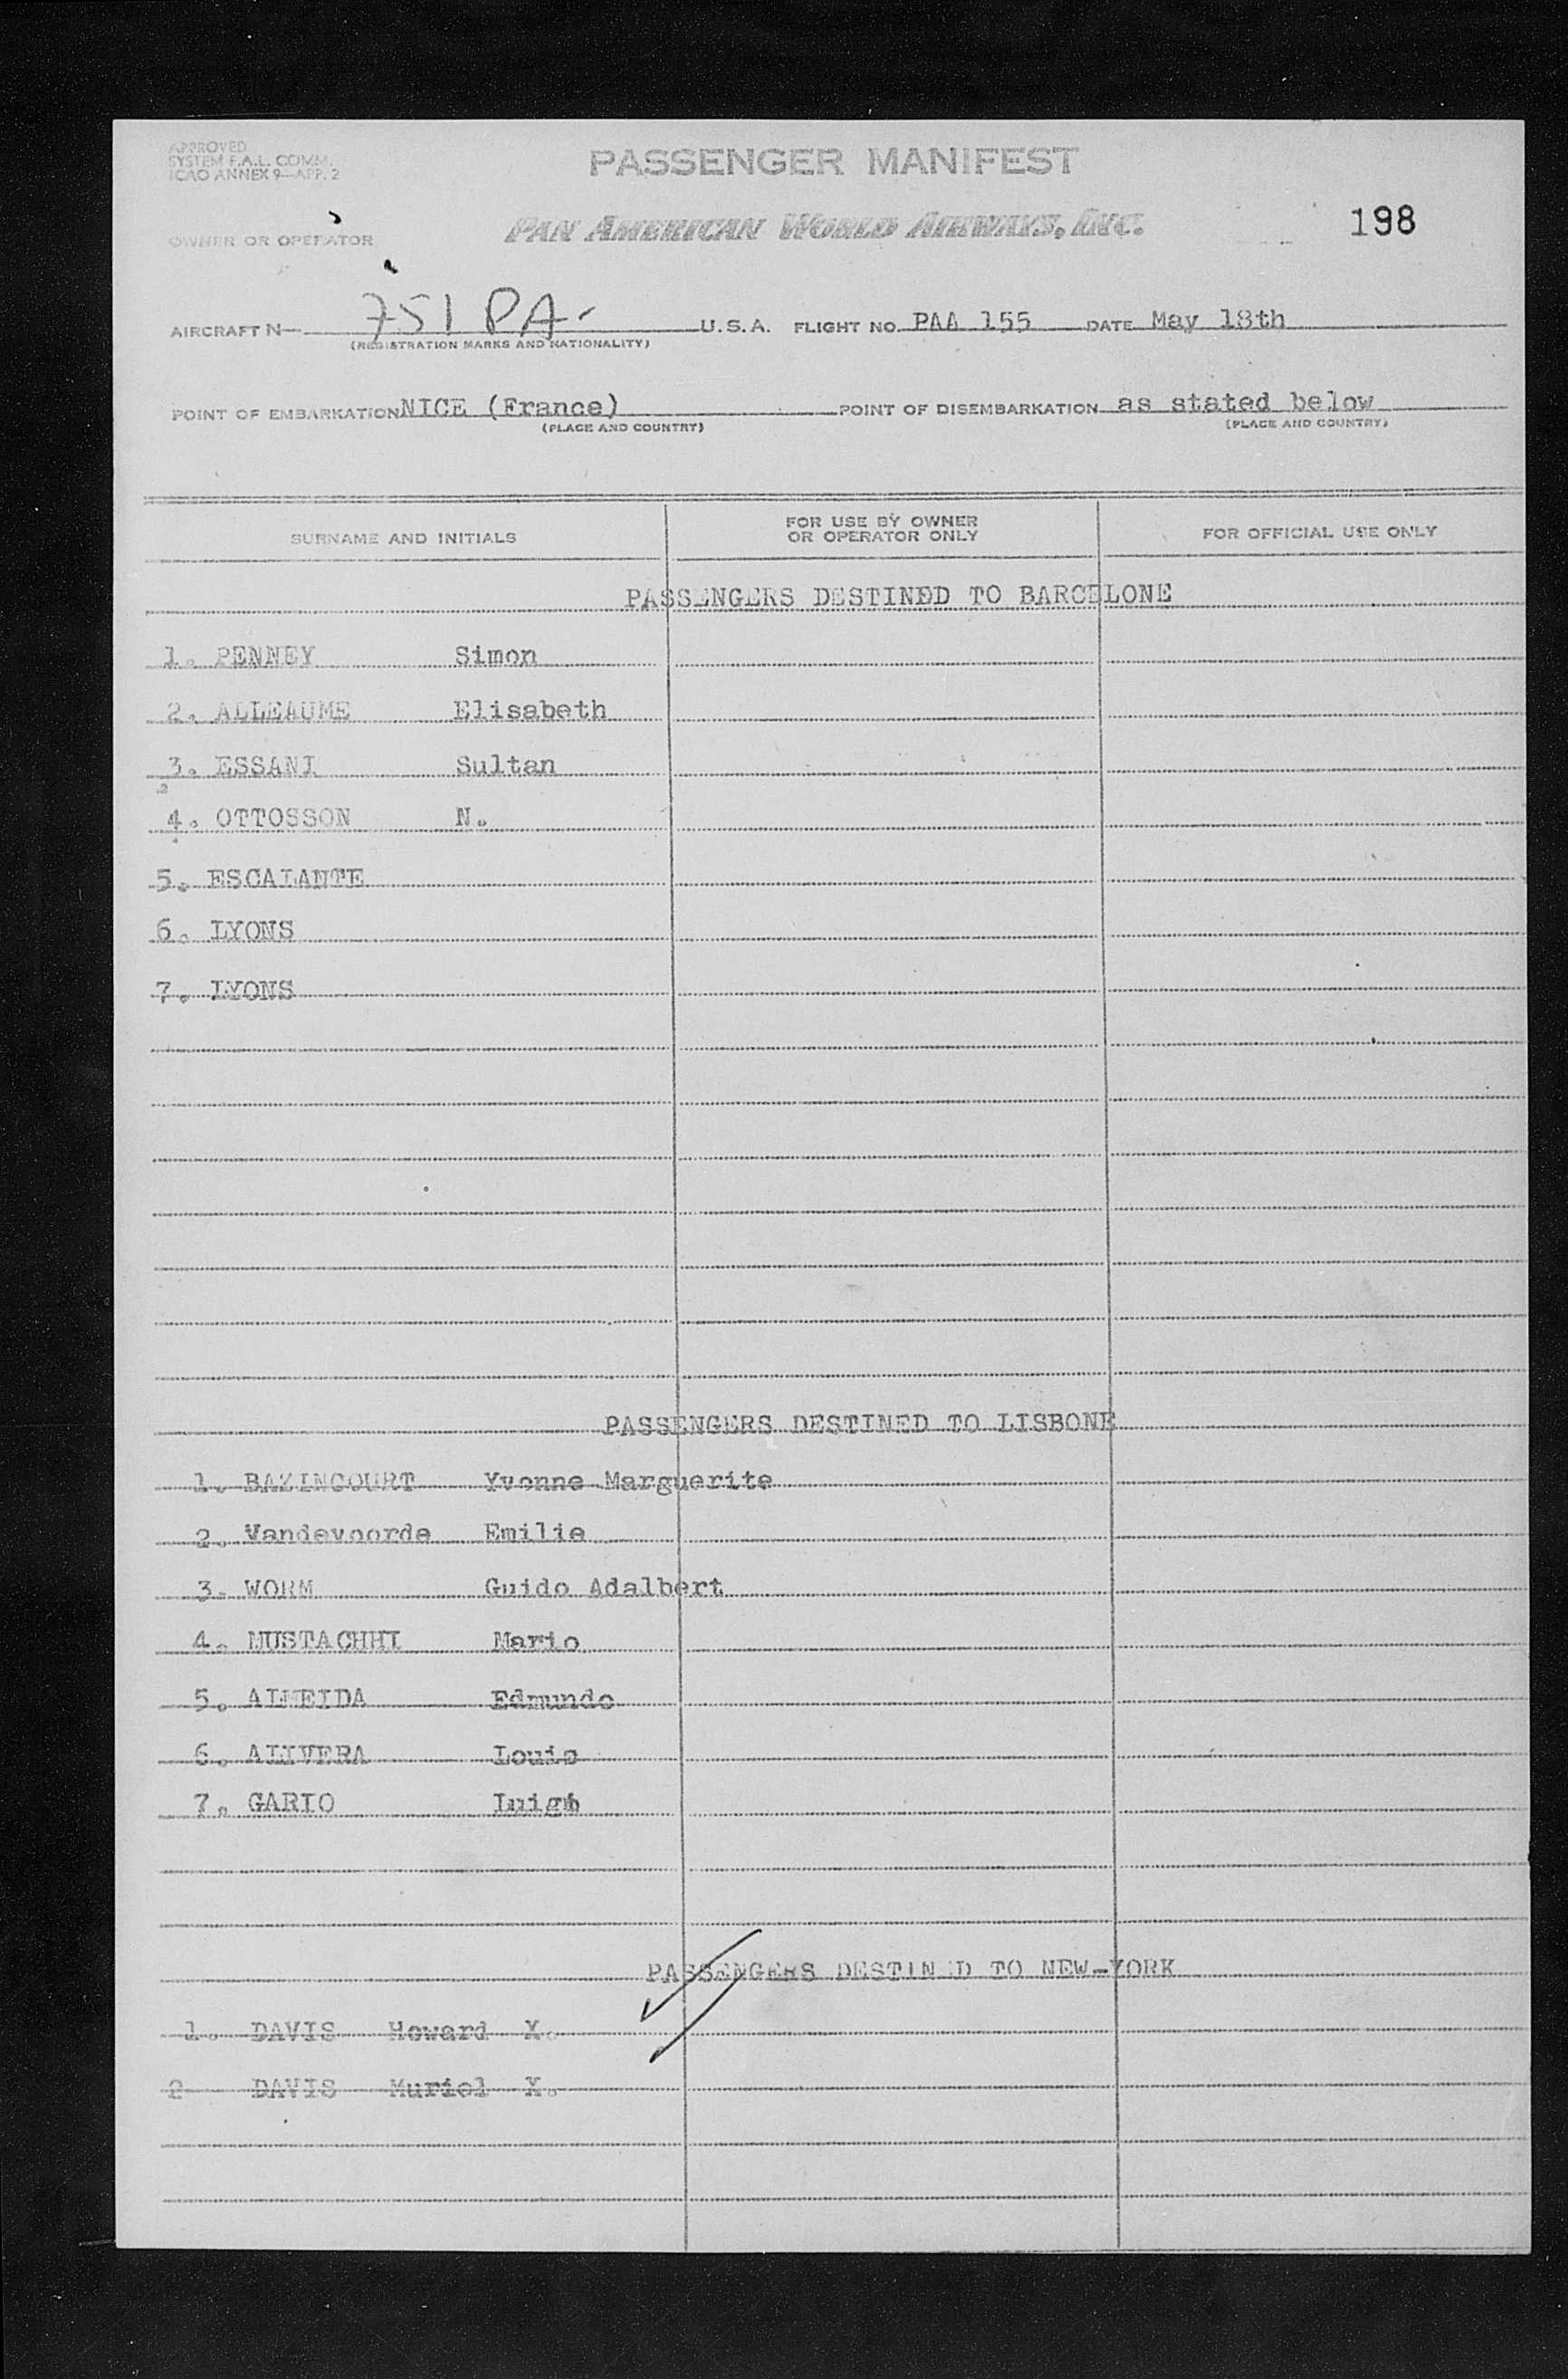 APPROVED
SYSTEM F.A.L. COMM.
ICAO ANNEX 9—APP. 2
PASSENGER MANIFEST
PAN AMERICAN WORLD AIRWAYS, INC.
198
OWNER OR OPERATOR
AIRCRAFT N— 751 PA- U.S.A. FLIGHT NO. PAA 155 DATE May 18th
(REGISTRATION MARKS AND NATIONALITY)
POINT OF EMBARKATION NICE (France) POINT OF DISEMBARKATION as stated below
(PLACE AND COUNTRY) (PLACE AND COUNTRY)
SURNAME AND INITIALS FOR USE BY OWNER OR OPERATOR ONLY FOR OFFICIAL USE ONLY
PASSENGERS DESTINED TO BARCELONE
1. PENNEY Simon
2. ALLEAUME Elisabeth
3. ESSANI Sultan
4. OTTOSSON N.
5. ESCALANTE
6. LYONS
7. LYONS
PASSENGERS DESTINED TO LISBONE
1. BAZINCOURT Yvonne Marguerite
2. Vandevoorde Emilie
3. WORM Guido Adalbert
4. MUSTACHHI Mario
5. ALMEIDA Edmundo
6. ALIVERA Louis
7. GARIO Luigi
PASSENGERS DESTINED TO NEW-YORK
1. DAVIS Howard X.
2 DAVIS Muriel X.